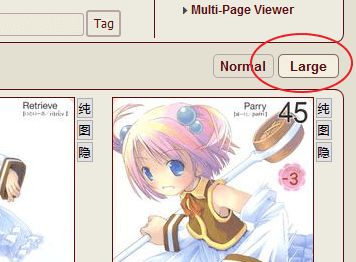 Multi-Page Viewer
Tag
Normal
Large
Retrieve
纯
图
隐
Parry
45
纯
图
隐
-3